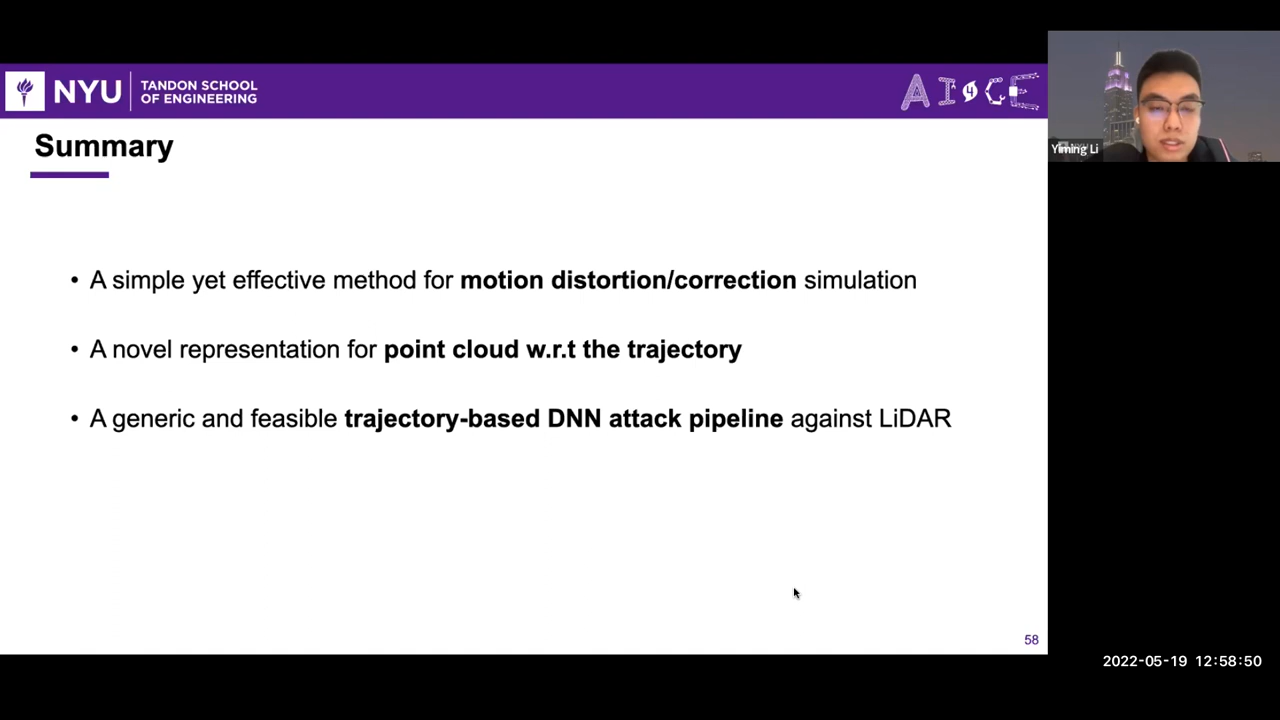 NYU
TANDON SCHOOL
OF ENGINEERING
AI4CE
Yiming Li
Summary
• A simple yet effective method for motion distortion/correction simulation
• A novel representation for point cloud w.r.t the trajectory
• A generic and feasible trajectory-based DNN attack pipeline against LiDAR
58
2022-05-19 12:58:50